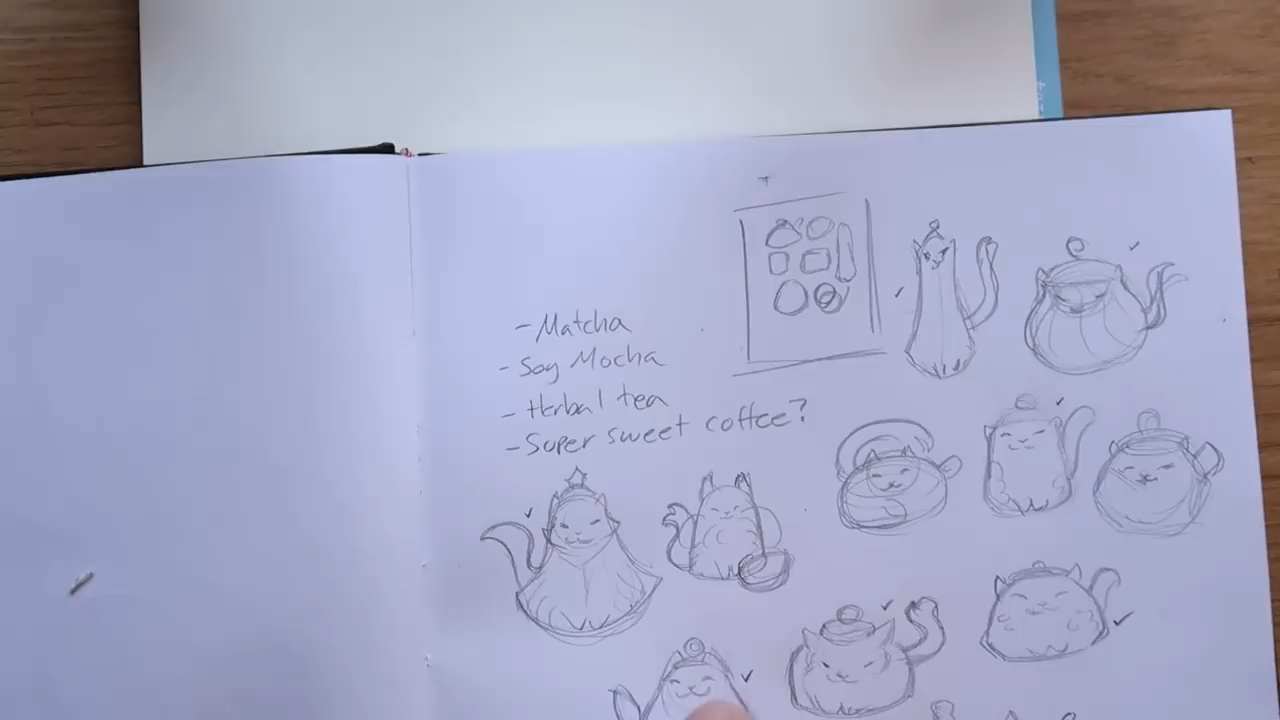 - Matcha
- Soy Mocha
- Herbal tea
- Super sweet coffee?